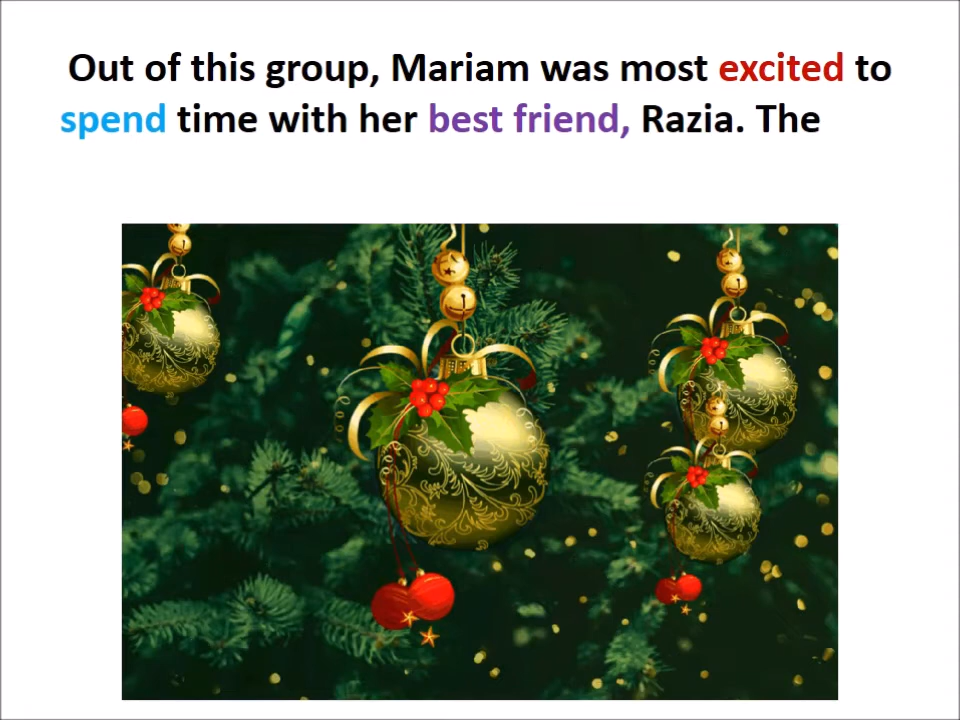 Out of this group, Mariam was most excited to
spend time with her best friend, Razia. The